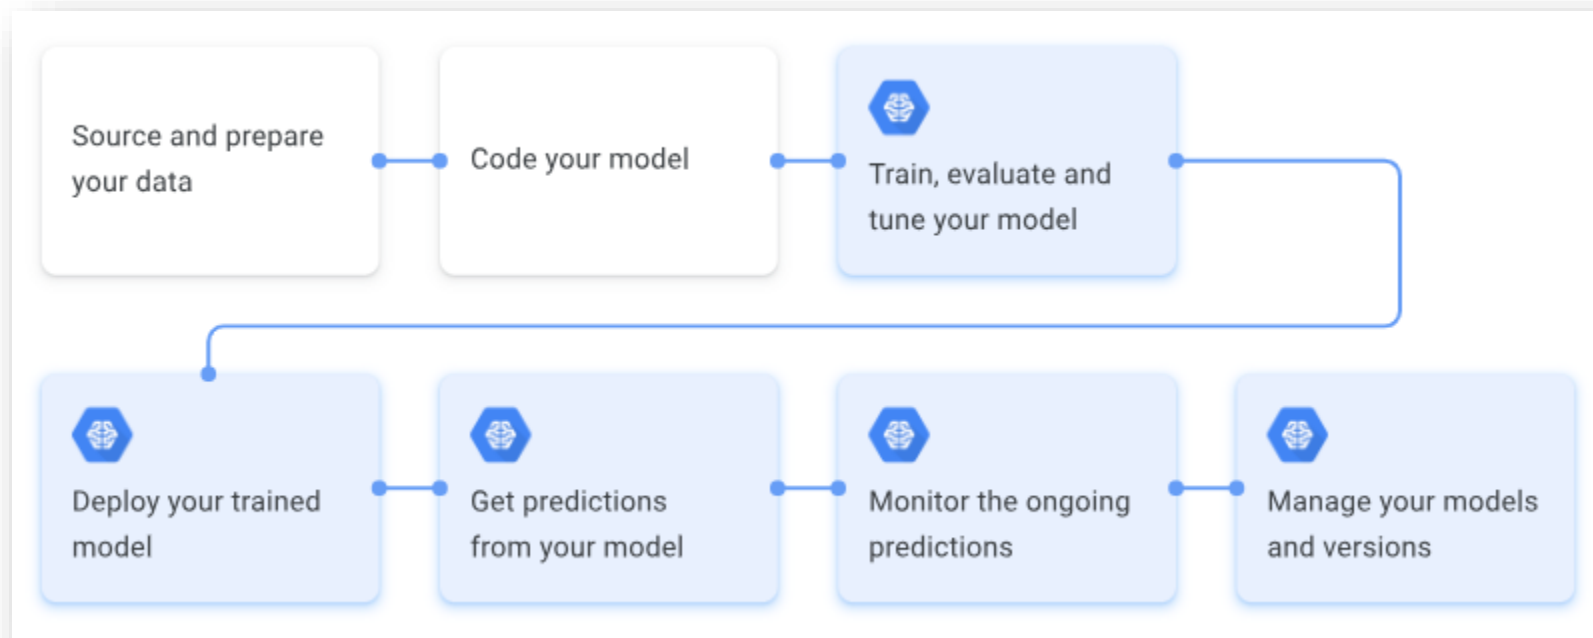 Source and prepare
your data
Code your model
Train, evaluate and
tune your model
Deploy your trained
model
Get predictions
from your model
Monitor the ongoing
predictions
Manage your models
and versions